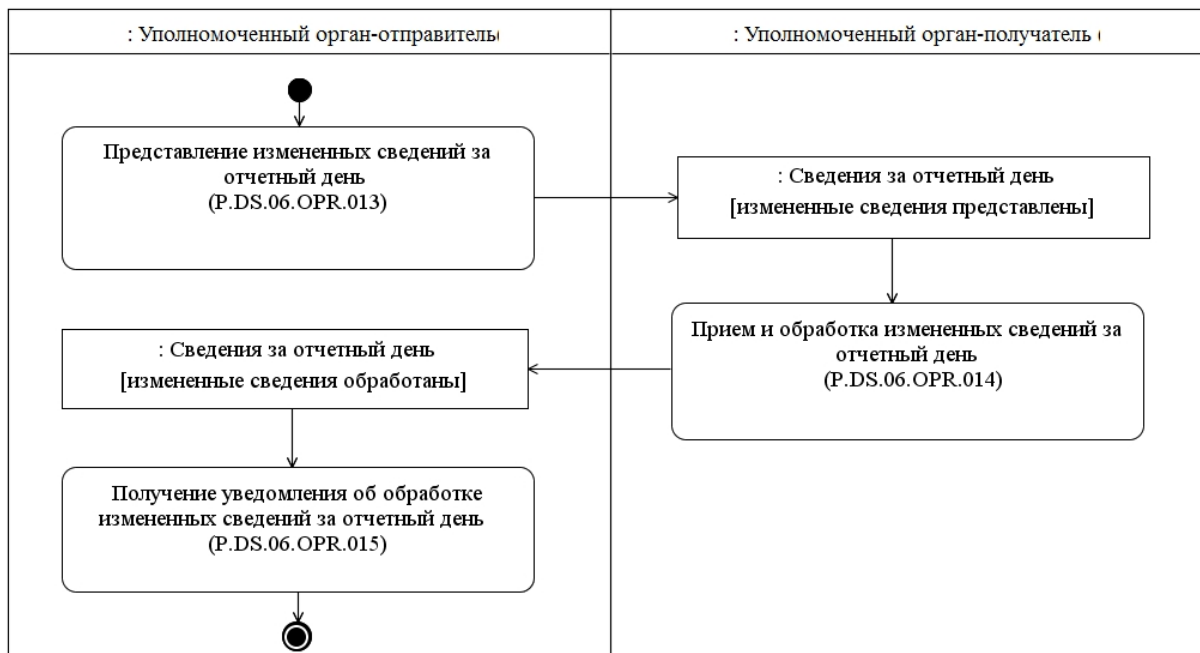 : Уполномоченный орган-отправитель(
: Уполномоченный орган-получатель (
Представление измененных сведений за
отчетный день
(P.DS.06.OPR.013)
: Сведения за отчетный день
[измененные сведения представлены]
Прием и обработка измененных сведений за
отчетный день
(P.DS.06.OPR.014)
: Сведения за отчетный день
[измененные сведения обработаны]
Получение уведомления об обработке
измененных сведений за отчетный день
(P.DS.06.OPR.015)